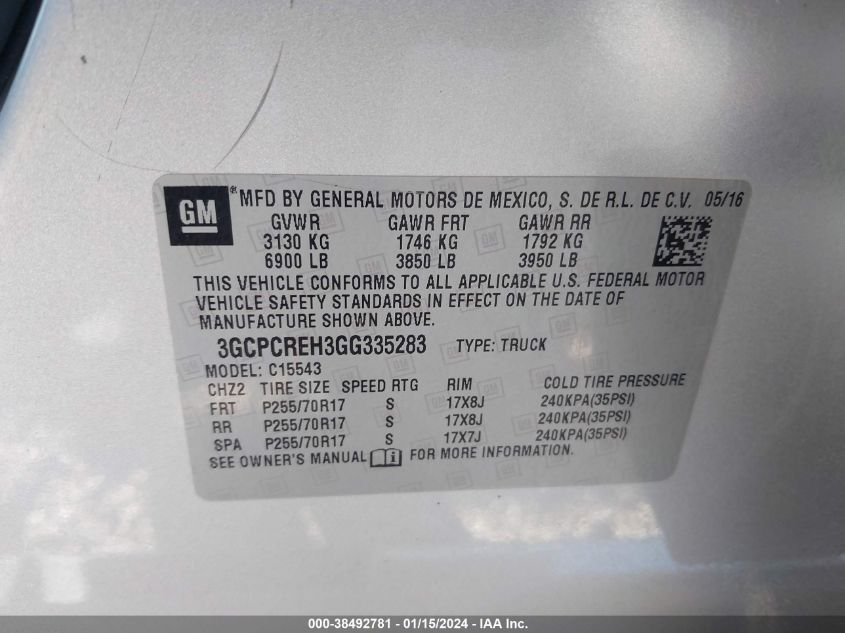 GM ® MFD BY GENERAL MOTORS DE MEXICO, S. DE R.L. DE C.V. 05/16
GVWR GAWR FRT GAWR RR
3130 KG 1746 KG 1792 KG
6900 LB 3850 LB 3950 LB
THIS VEHICLE CONFORMS TO ALL APPLICABLE U.S. FEDERAL MOTOR
VEHICLE SAFETY STANDARDS IN EFFECT ON THE DATE OF
MANUFACTURE SHOWN ABOVE.
3GCPCREH3GG335283 TYPE: TRUCK
MODEL: C15543
CHZ2 TIRE SIZE SPEED RTG RIM COLD TIRE PRESSURE
FRT P255/70R17 S 17X8J 240KPA(35PSI)
RR P255/70R17 S 17X8J 240KPA(35PSI)
SPA P255/70R17 S 17X7J 240KPA(35PSI)
SEE OWNER'S MANUAL i FOR MORE INFORMATION.
000-38492781 - 01/15/2024 - www.iaai.com.